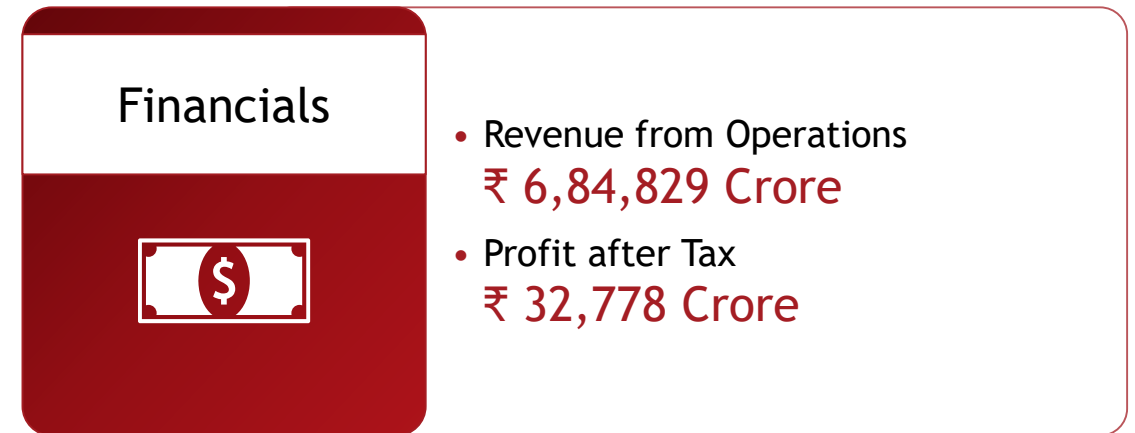 Financials
• Revenue from Operations
₹ 6,84,829 Crore
• Profit after Tax
₹ 32,778 Crore
$